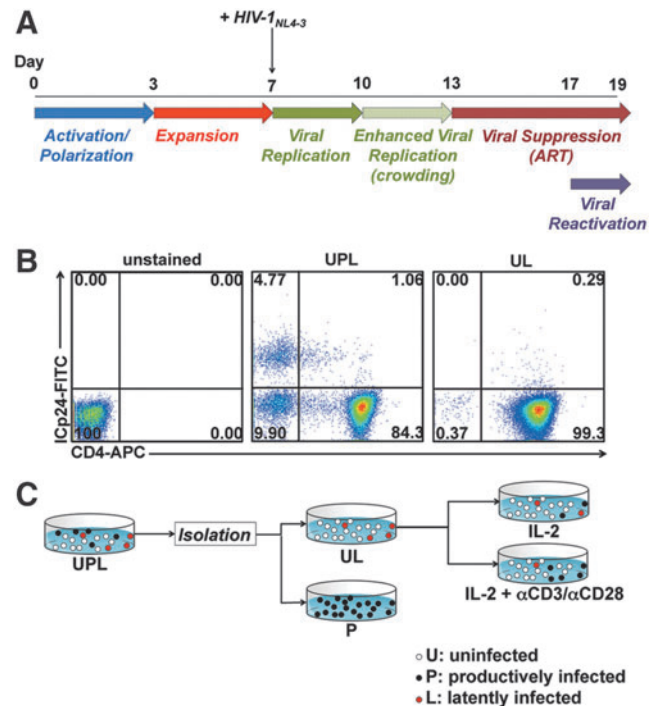 A
+ HIV-1NL4-3
Day
0 3 7 10 13 17 19
Activation/
Polarization
Expansion
Viral
Replication
Enhanced Viral
Replication
(crowding)
Viral Suppression
(ART)
Viral
Reactivation
B
unstained UPL UL
0.00 0.00 4.77 1.06 0.00 0.29
ICp24-FITC
100 0.00 9.90 84.3 0.37 99.3
CD4-APC
C
UPL
Isolation
UL
P
IL-2
IL-2 + αCD3/αCD28
U: uninfected
P: productively infected
L: latently infected